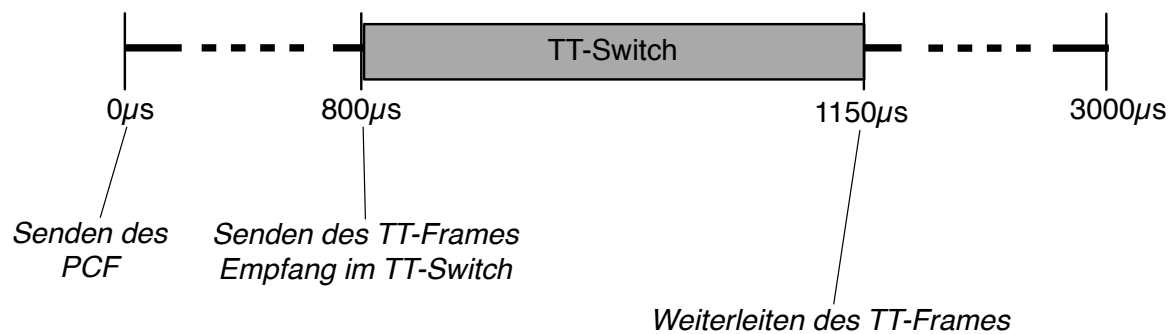 TT-Switch
0µs
800µs
1150µs
3000µs
Senden des
PCF
Senden des TT-Frames
Empfang im TT-Switch
Weiterleiten des TT-Frames